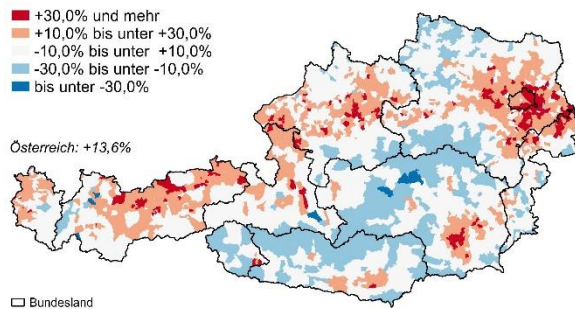 +30,0% und mehr
+10,0% bis unter +30,0%
-10,0% bis unter +10,0%
-30,0% bis unter -10,0%
bis unter -30,0%
Österreich: +13,6%
Bundesland